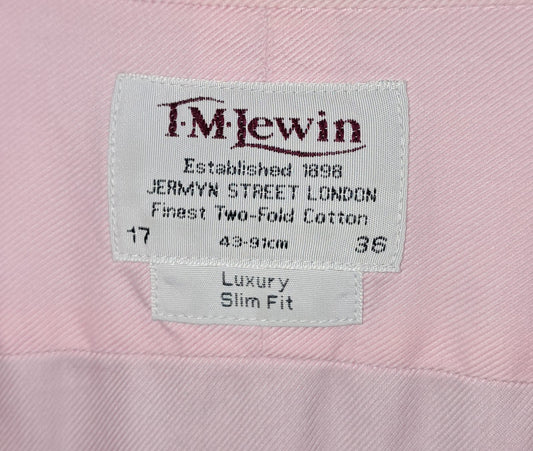 T·M·Lewin
Established 1898
JERMYN STREET LONDON
Finest Two-Fold Cotton
17 43-91cm 36
Luxury
Slim Fit